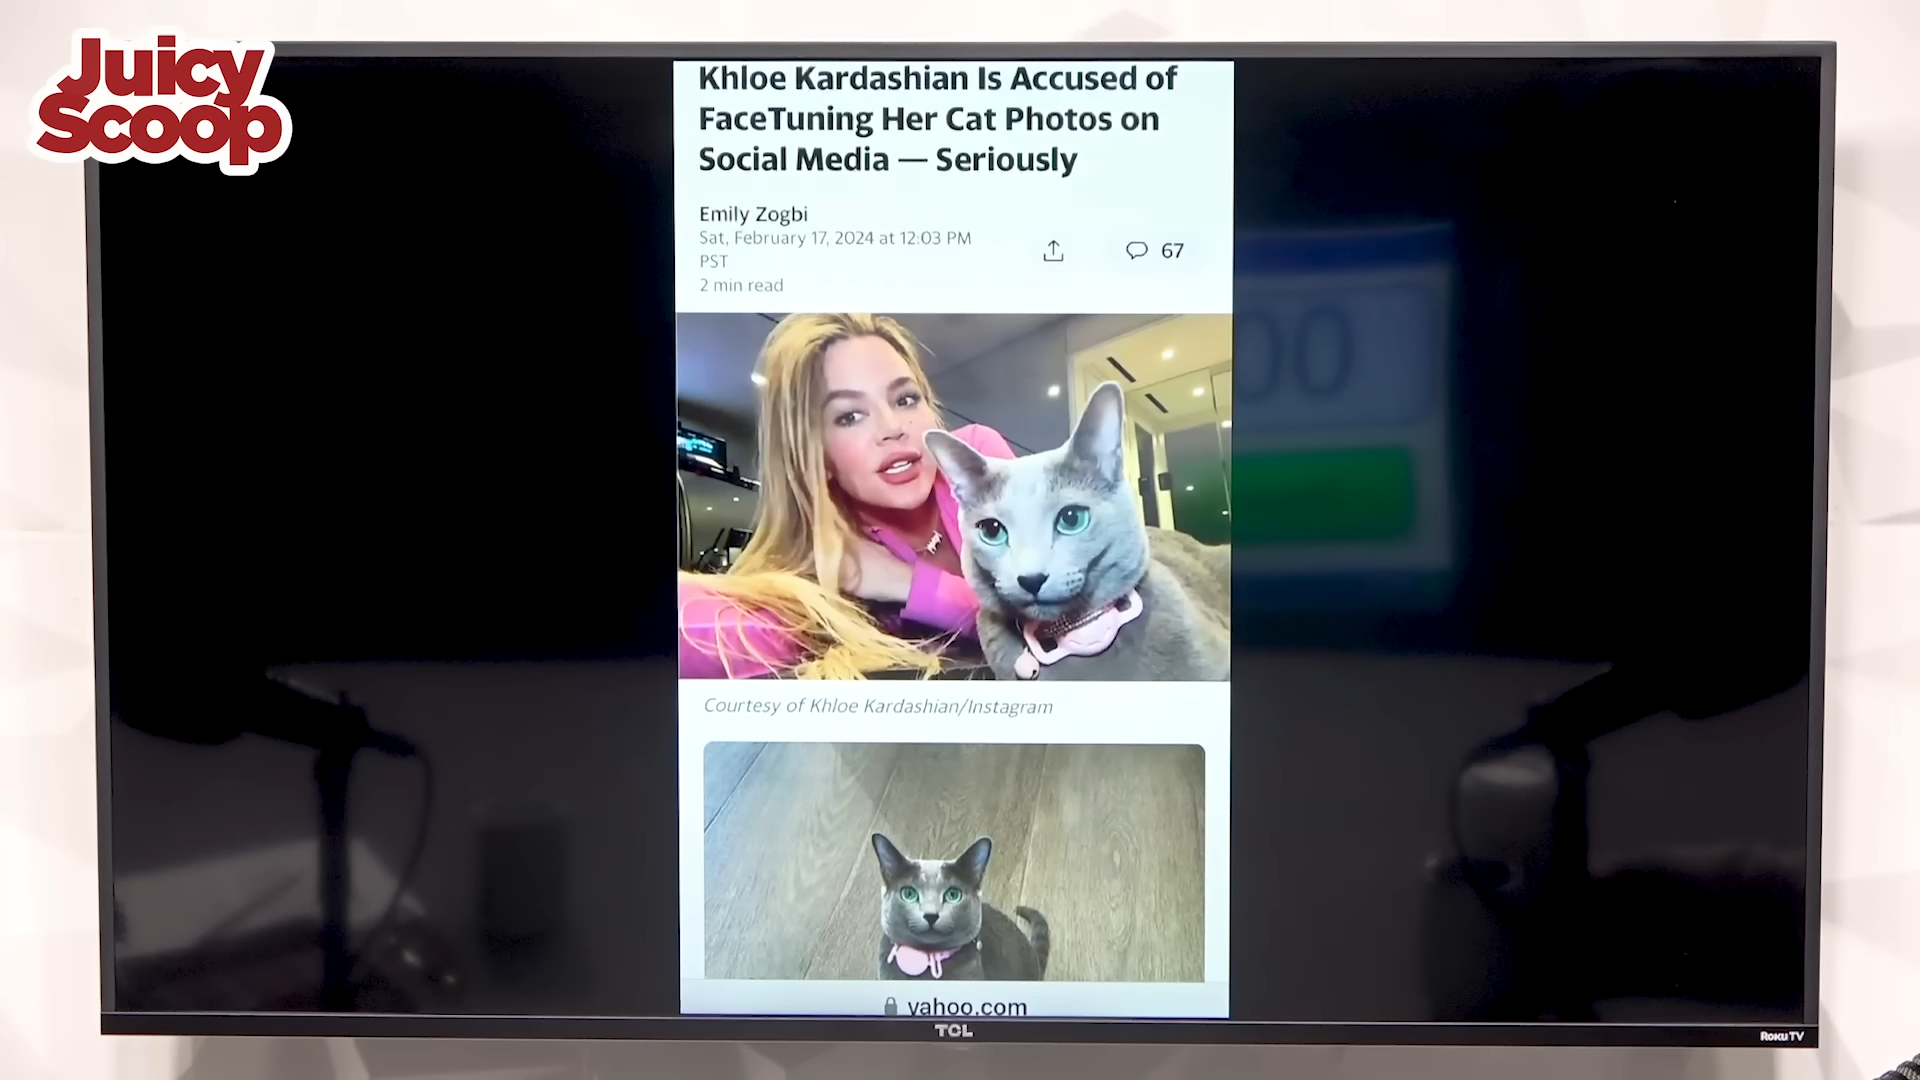 Juicy
Scoop
Khloe Kardashian Is Accused of
FaceTuning Her Cat Photos on
Social Media — Seriously
Emily Zogbi
Sat, February 17, 2024 at 12:03 PM
PST
67
2 min read
00
Courtesy of Khloe Kardashian/Instagram
yahoo.com
TCL
Roku TV